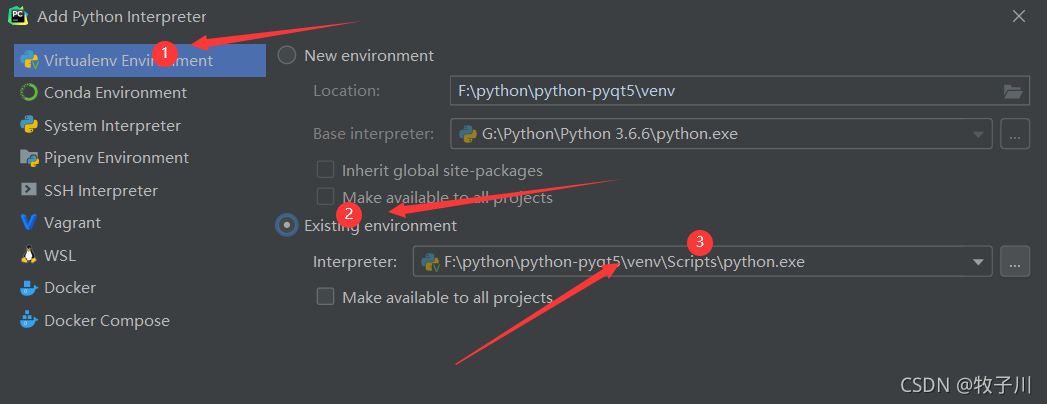 PC
Add Python Interpreter
1
Virtualenv Environment
Conda Environment
System Interpreter
Pipenv Environment
SSH Interpreter
Vagrant
WSL
Docker
Docker Compose
New environment
Location: F:\python\python-pyqt5\venv
Base interpreter: G:\Python\Python 3.6.6\python.exe ...
Inherit global site-packages
Make available to all projects
2
Existing environment
3
Interpreter: F:\python\python-pyqt5\venv\Scripts\python.exe ...
Make available to all projects
CSDN @牧子川